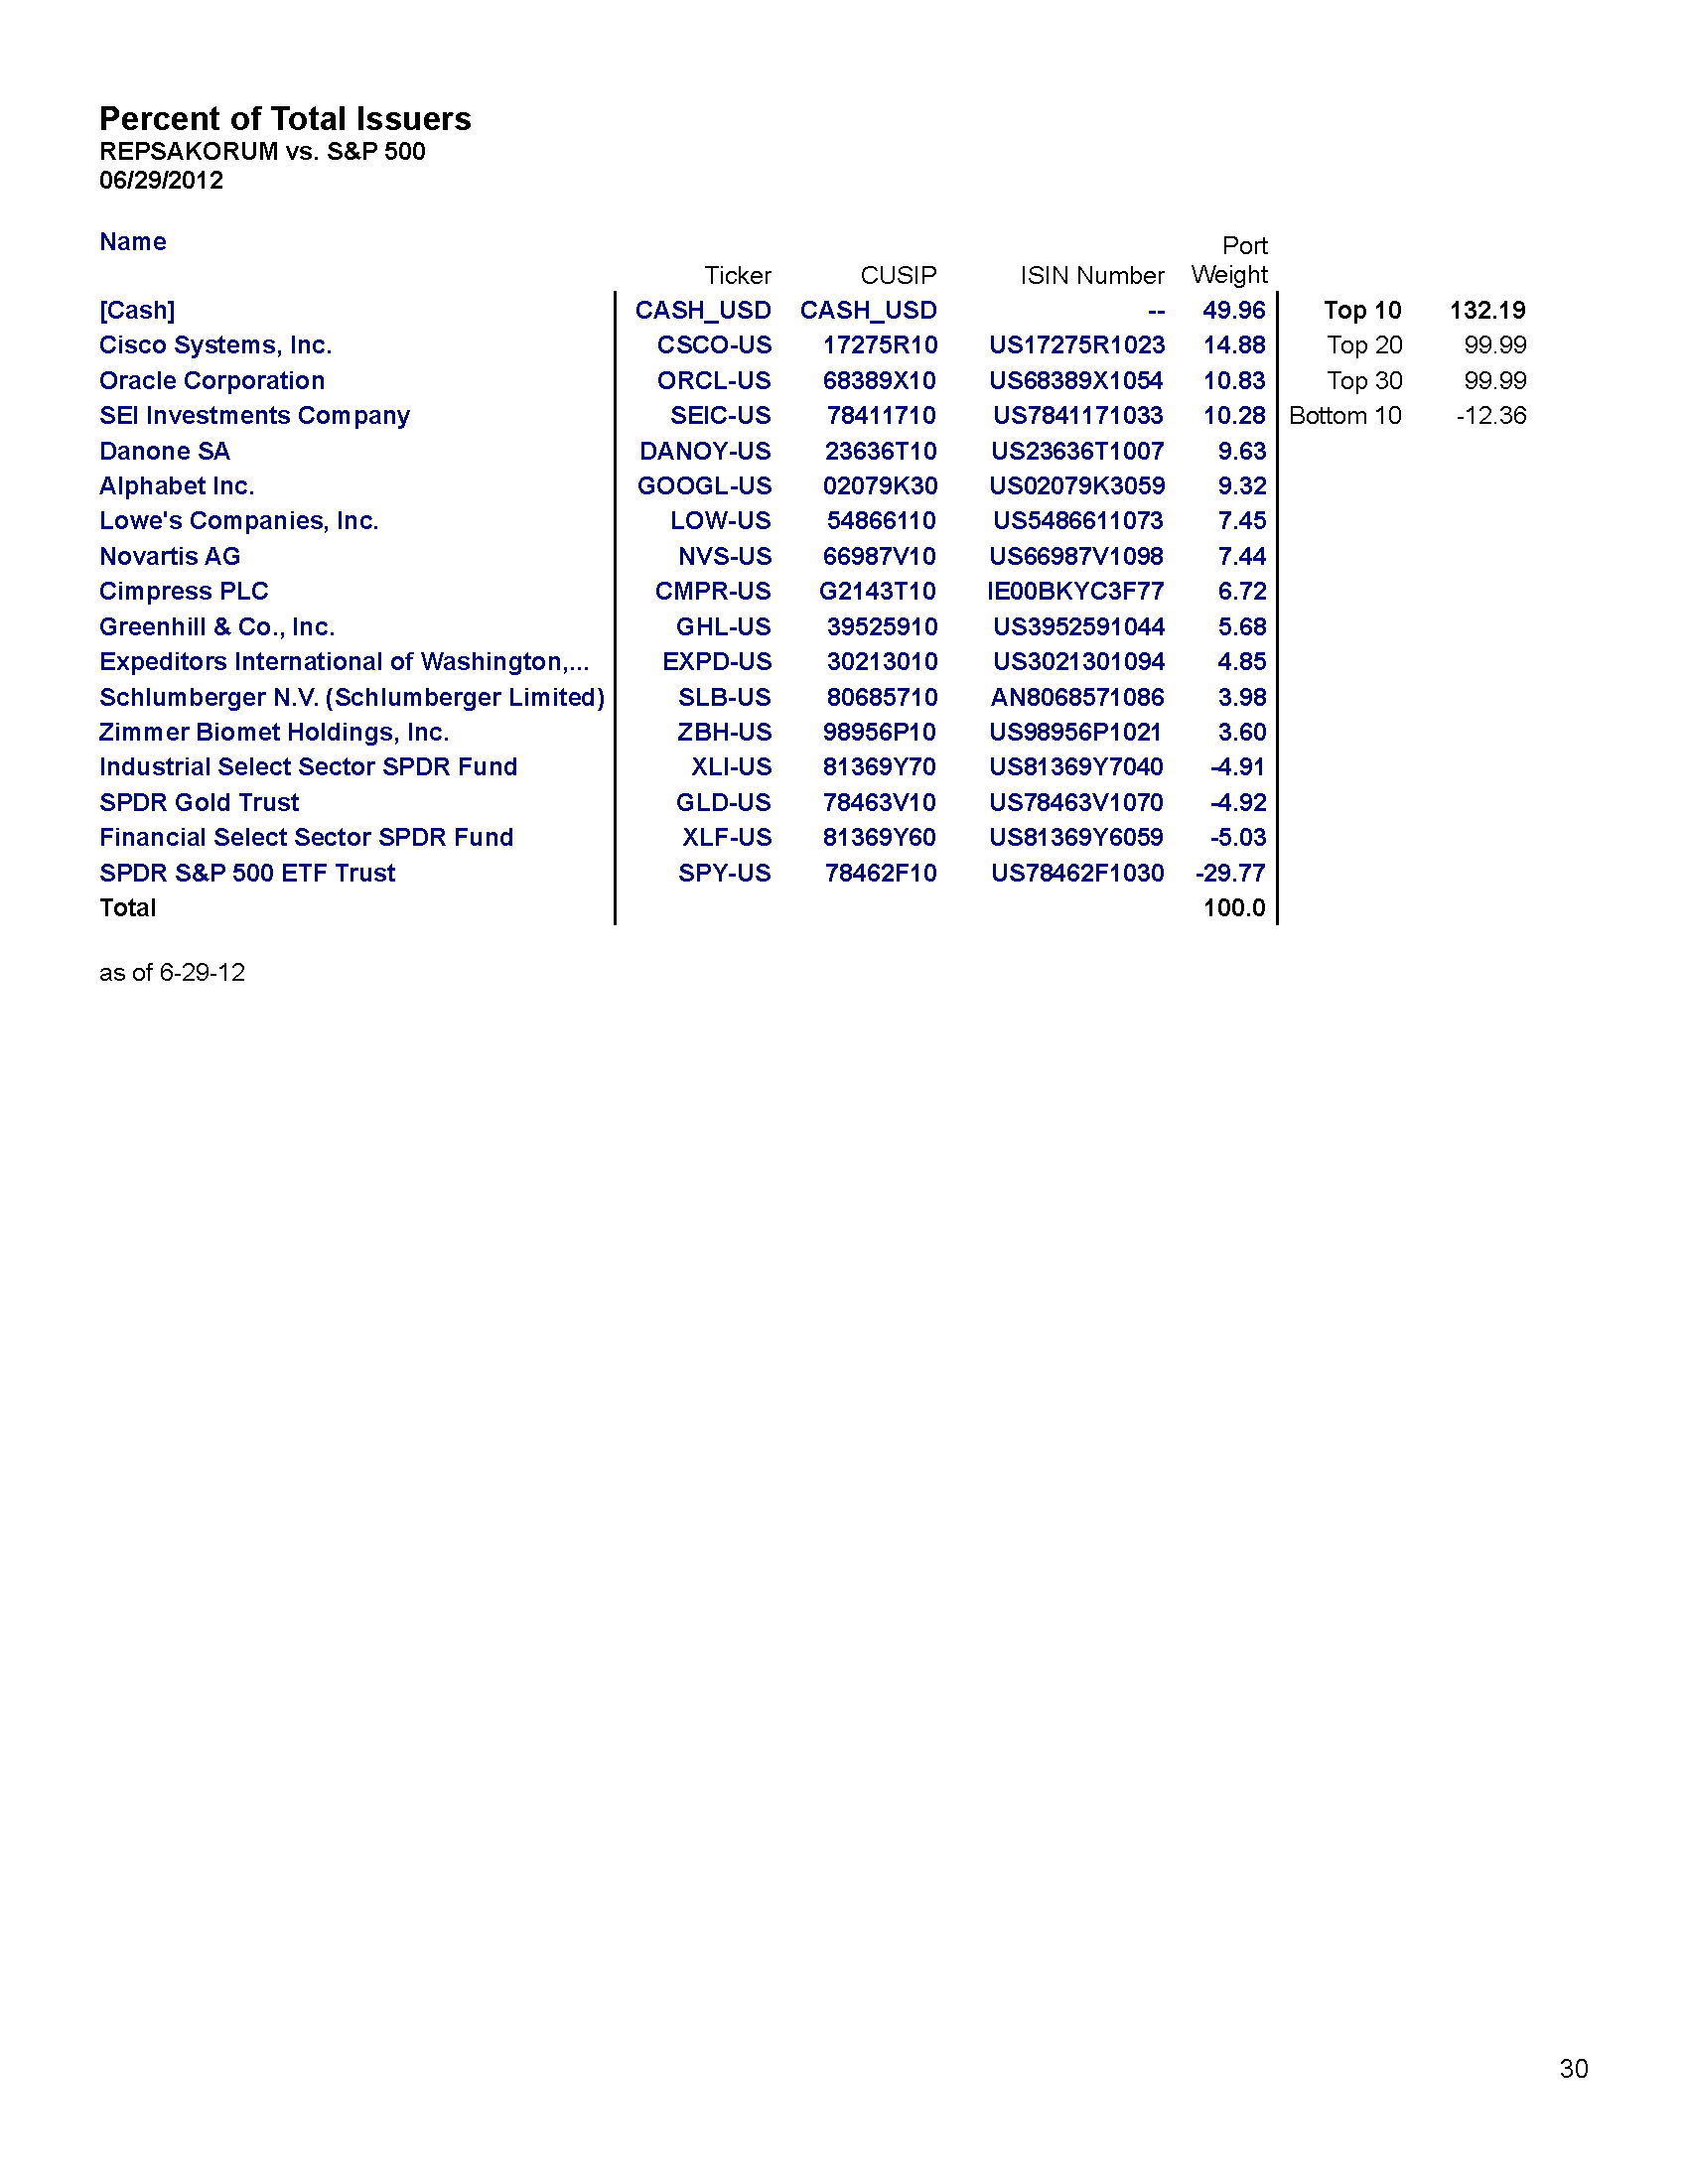 Percent of Total Issuers
REPSAKORUM vs. S&P 500
06/29/2012
Name Ticker CUSIP ISIN Number Port Weight
[Cash] CASH_USD CASH_USD -- 49.96 Top 10 132.19
Cisco Systems, Inc. CSCO-US 17275R10 US17275R1023 14.88 Top 20 99.99
Oracle Corporation ORCL-US 68389X10 US68389X1054 10.83 Top 30 99.99
SEI Investments Company SEIC-US 78411710 US7841171033 10.28 Bottom 10 -12.36
Danone SA DANOY-US 23636T10 US23636T1007 9.63
Alphabet Inc. GOOGL-US 02079K30 US02079K3059 9.32
Lowe's Companies, Inc. LOW-US 54866110 US5486611073 7.45
Novartis AG NVS-US 66987V10 US66987V1098 7.44
Cimpress PLC CMPR-US G2143T10 IE00BKYC3F77 6.72
Greenhill & Co., Inc. GHL-US 39525910 US3952591044 5.68
Expeditors International of Washington,... EXPD-US 30213010 US3021301094 4.85
Schlumberger N.V. (Schlumberger Limited) SLB-US 80685710 AN8068571086 3.98
Zimmer Biomet Holdings, Inc. ZBH-US 98956P10 US98956P1021 3.60
Industrial Select Sector SPDR Fund XLI-US 81369Y70 US81369Y7040 -4.91
SPDR Gold Trust GLD-US 78463V10 US78463V1070 -4.92
Financial Select Sector SPDR Fund XLF-US 81369Y60 US81369Y6059 -5.03
SPDR S&P 500 ETF Trust SPY-US 78462F10 US78462F1030 -29.77
Total 100.0
as of 6-29-12
30